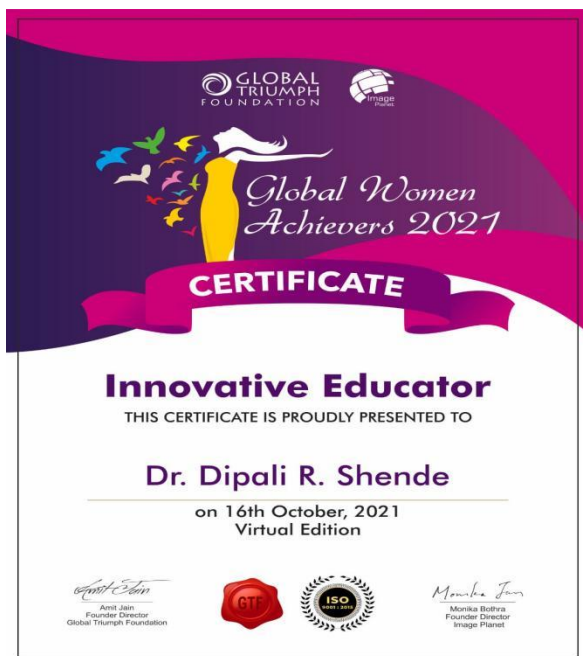 GLOBAL
TRIUMPH
FOUNDATION
Image
Planet
Global Women
Achievers 2021
CERTIFICATE
Innovative Educator
THIS CERTIFICATE IS PROUDLY PRESENTED TO
Dr. Dipali R. Shende
on 16th October, 2021
Virtual Edition
Amit Jain
Amit Jain
Founder Director
Global Triumph Foundation
GTF
ISO
9001 : 2015
Monika Bothra
Founder Director
Image Planet